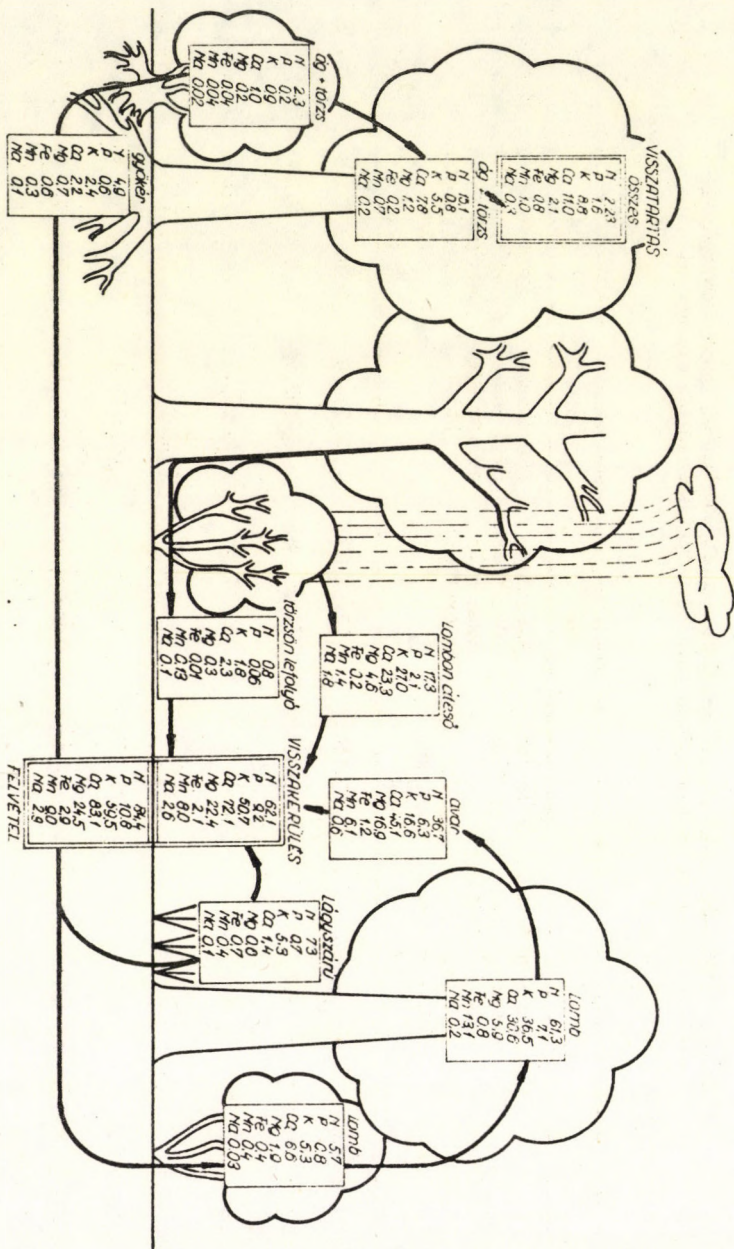 VISSZATARTÁS
összes
N 2.23
P 1.6
K 8.8
Ca 11.0
Mg 2.1
Fe 0.8
Mn 1.0
Na 0.3
ág + törzs
N 10.1
P 0.8
K 5.5
Ca 7.8
Mg 1.2
Fe 0.2
Mn 0.7
Na 0.2
ág + törzs
N 2.3
P 0.2
K 0.9
Ca 1.0
Mg 0.2
Fe 0.04
Mn 0.04
Na 0.02
gyökér
4.9
P 0.6
K 2.4
Ca 2.2
Mg 0.7
Fe 0.6
Mn 0.3
Na 0.1
Lombon áteső
N 17.3
P 2.1
K 27.0
Ca 23.3
Mg 4.6
Fe 0.2
Mn 1.4
Na 1.8
törzsön lefolyó
N 0.8
P 0.06
K 1.8
Ca 2.3
Mg 0.3
Fe 0.01
Mn 0.13
Na 0.1
avar
N 36.7
P 6.3
K 16.6
Ca 45.1
Mg 16.9
Fe 1.2
Mn 6.1
Na 0.6
VISSZAKERÜLÉS
N 62.1
P 9.2
K 50.7
Ca 72.1
Mg 22.4
Fe 2.1
Mn 8.0
Na 2.6
N 84.4
P 10.8
K 59.5
Ca 83.1
Mg 24.5
Fe 2.9
Mn 9.0
Na 2.9
FELVÉTEL
Lágyszárú
N 7.3
P 0.7
K 5.3
Ca 1.4
Mg
Fe 0.7
Mn 0.4
Na 0.1
Lomb
N 61.3
P 7.1
K 36.5
Ca 30.6
Mg 5.9
Fe 0.8
Mn 13.1
Na 0.2
Lomb
N 5.7
P 0.8
K 5.3
Ca 6.6
Mg 1.0
Fe 0.4
Mn 0.4
Na 0.03